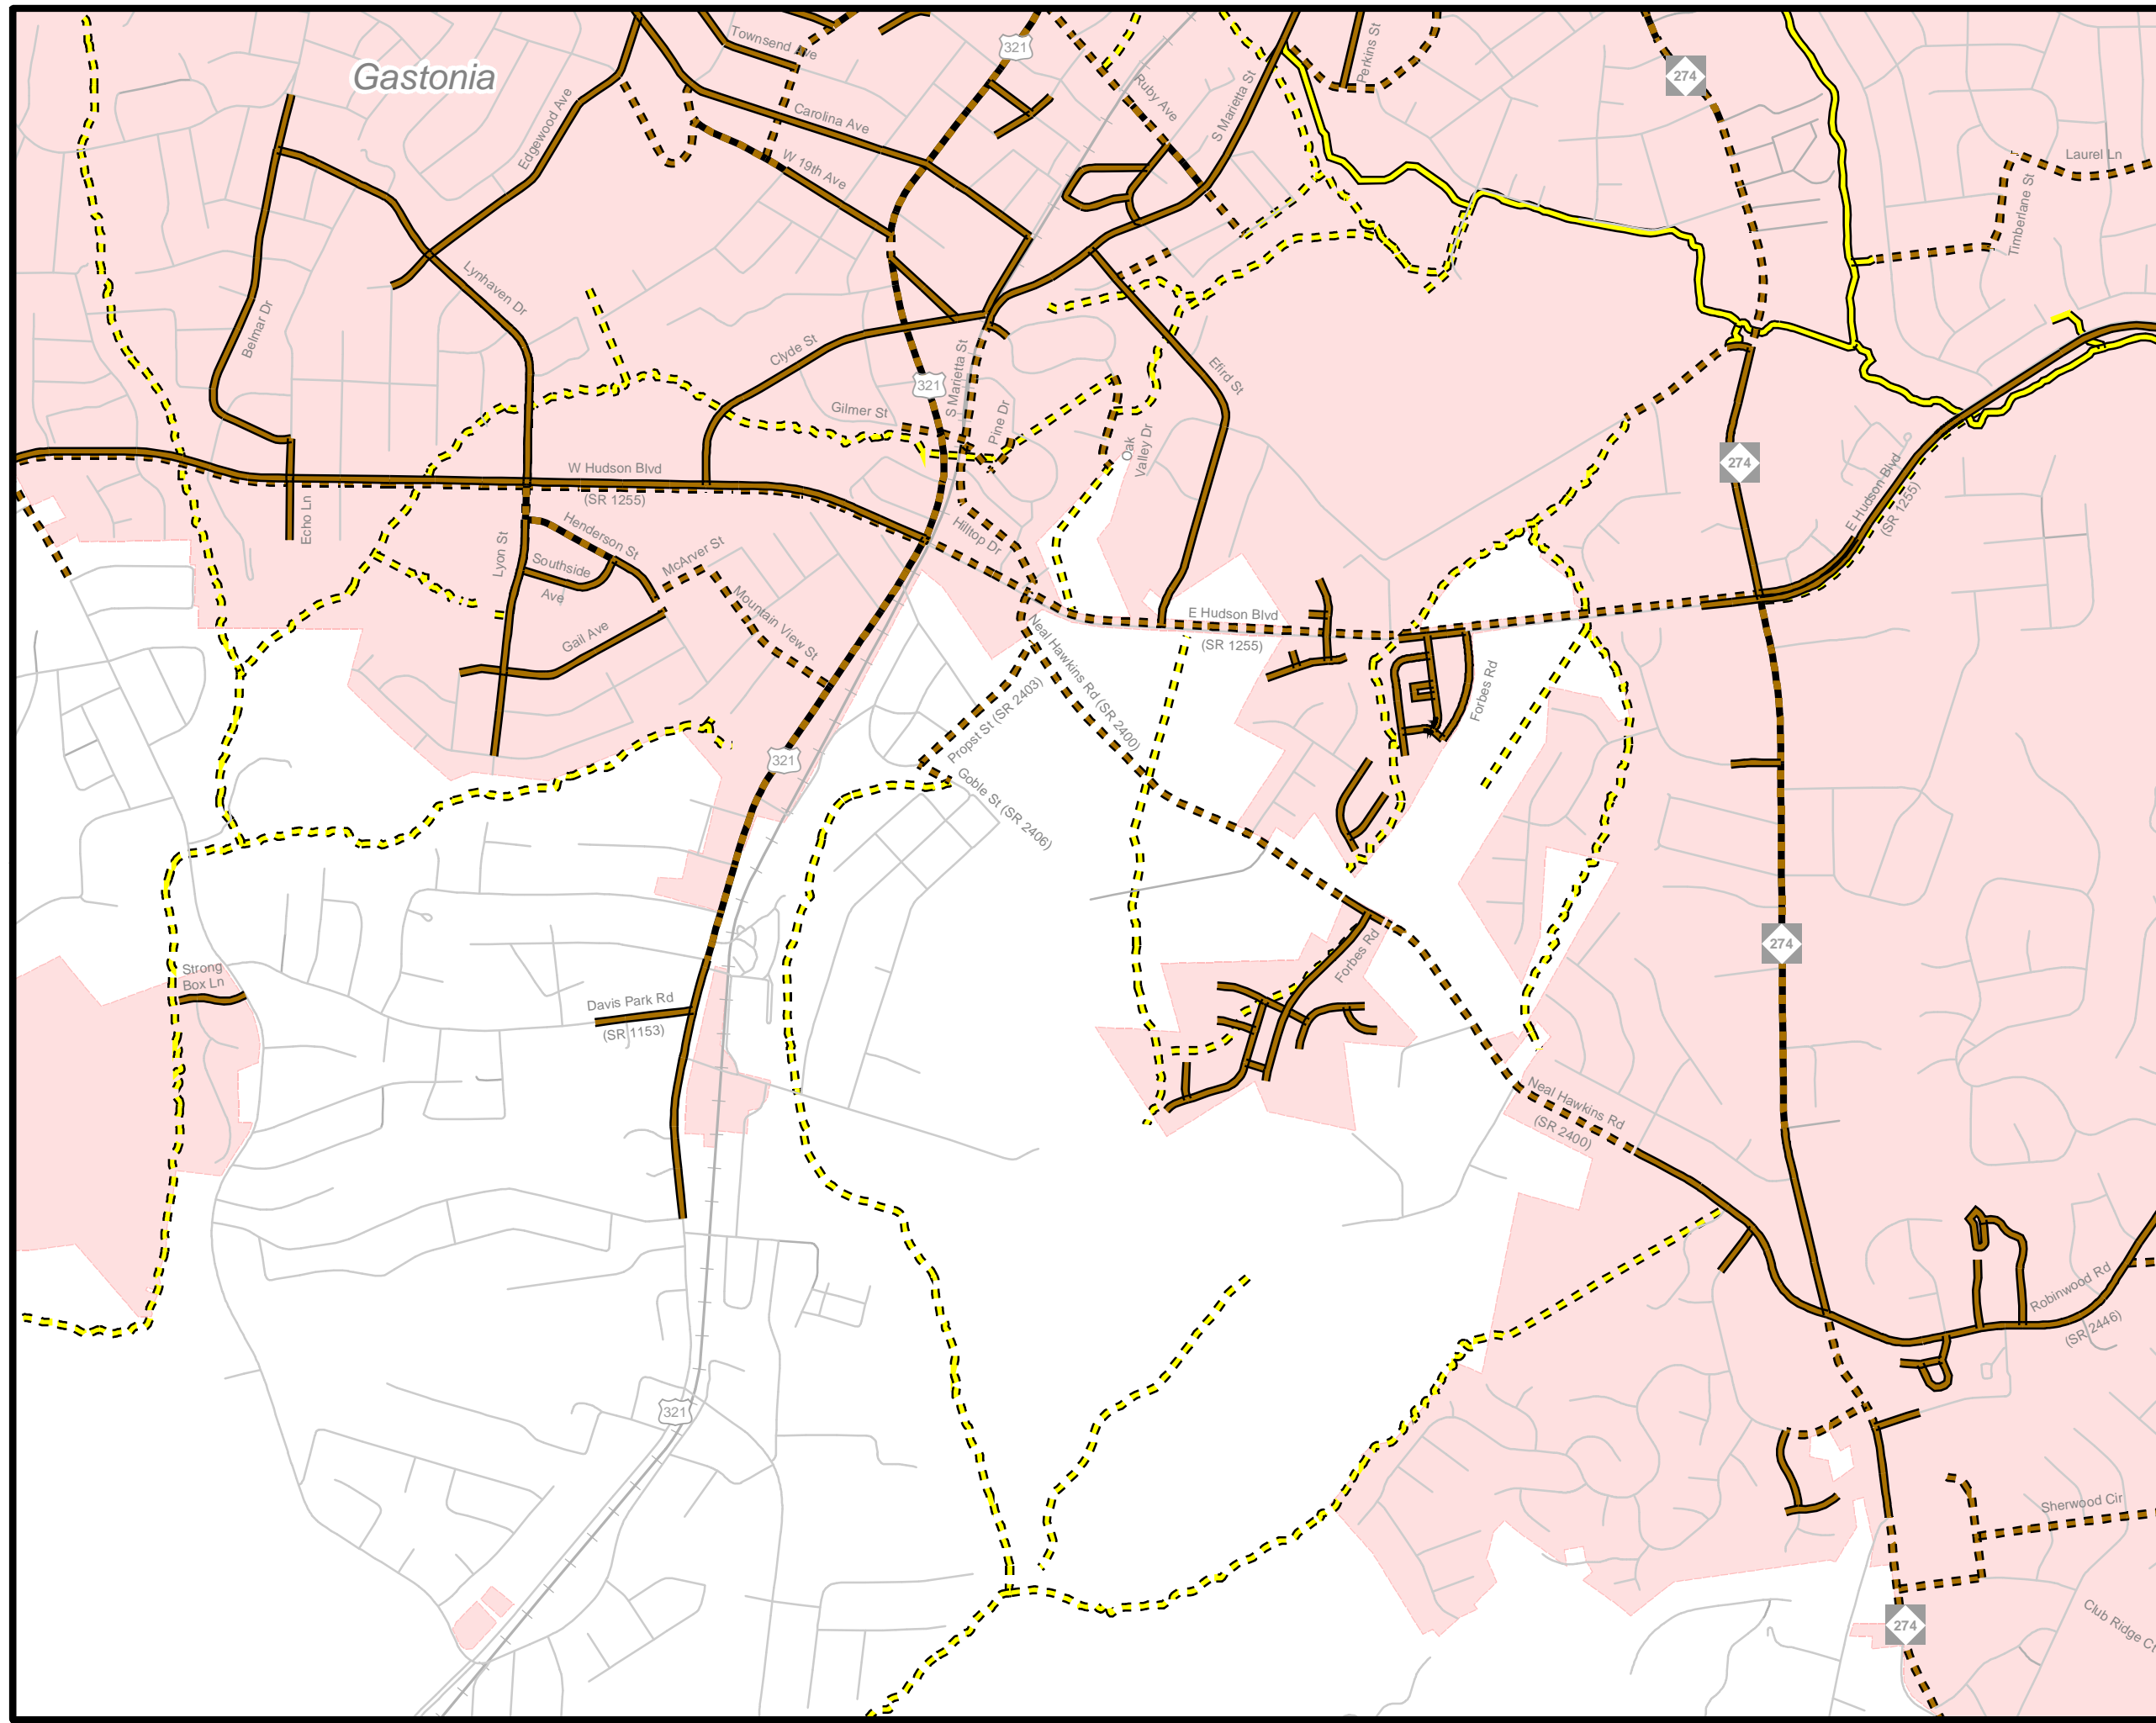 Townsend Ave
321
Perkins St
274
Gastonia
Edgewood Ave
Carolina Ave
Ruby Ave
S Marietta St
W 19th Ave
Laurel Ln
Timberlane St
Lynhaven Dr
Belmar Dr
Clyde St
S Marietta St
321
Efird St
Gilmer St
Pine Dr
Oak
Valley Dr
274
W Hudson Blvd
(SR 1255)
E Hudson Blvd
(SR 1255)
Echo Ln
Henderson St
Hilltop Dr
Lyon St
Southside
Ave
McArver St
Mountain View St
Gail Ave
E Hudson Blvd
(SR 1255)
Neal Hawkins Rd (SR 2400)
Forbes Rd
Propst St (SR 2403)
321
Goble St (SR 2406)
274
Forbes Rd
Strong
Box Ln
Davis Park Rd
(SR 1153)
Neal Hawkins Rd
(SR 2400)
Robinwood Rd
(SR 2446)
321
Sherwood Cir
Club Ridge Ct
274